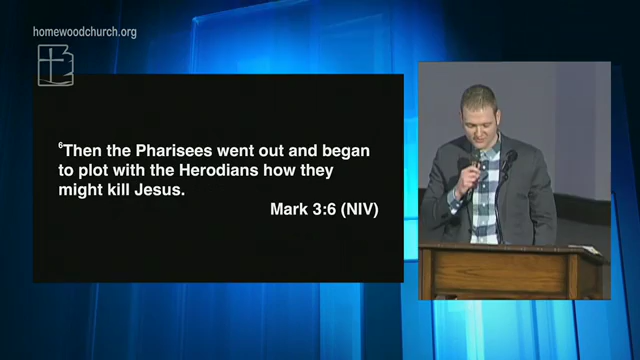 homewoodchurch.org
⁶Then the Pharisees went out and began
to plot with the Herodians how they
might kill Jesus.
Mark 3:6 (NIV)